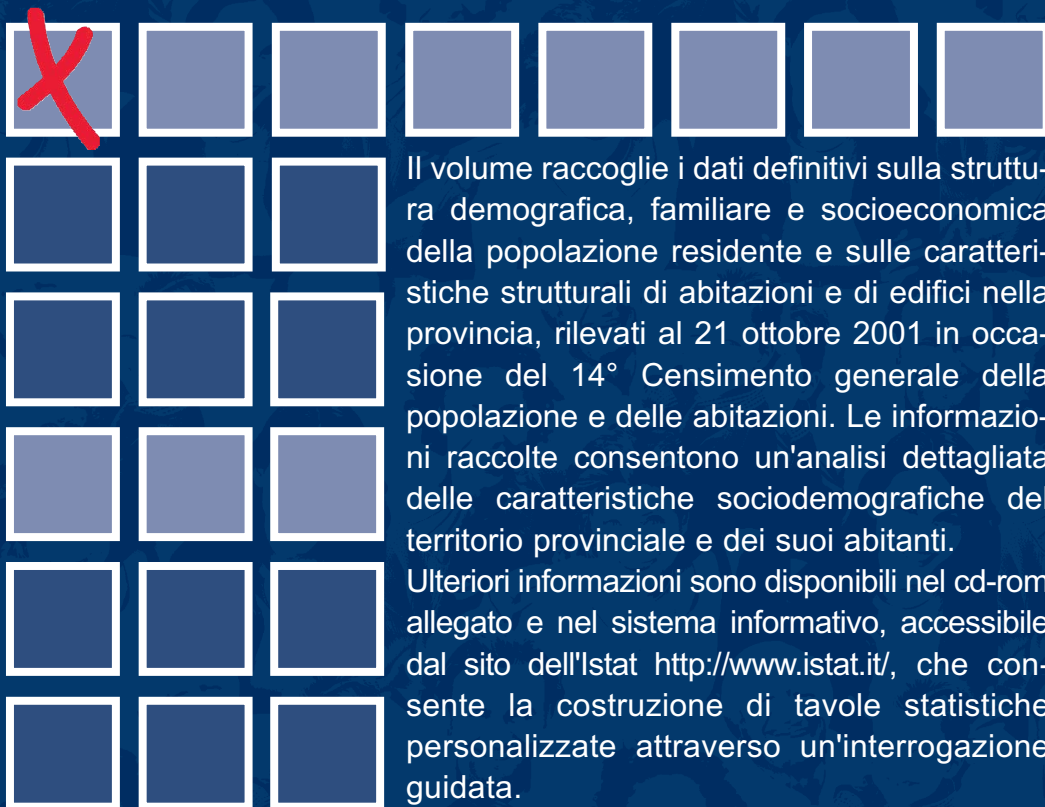 Il volume raccoglie i dati definitivi sulla struttu-
ra demografica, familiare e socioeconomica
della popolazione residente e sulle caratteri-
stiche strutturali di abitazioni e di edifici nella
provincia, rilevati al 21 ottobre 2001 in occa-
sione del 14° Censimento generale della
popolazione e delle abitazioni. Le informazio-
ni raccolte consentono un'analisi dettagliata
delle caratteristiche sociodemografiche del
territorio provinciale e dei suoi abitanti.
Ulteriori informazioni sono disponibili nel cd-rom
allegato e nel sistema informativo, accessibile
dal sito dell'Istat http://www.istat.it/, che con-
sente la costruzione di tavole statistiche
personalizzate attraverso un'interrogazione
guidata.